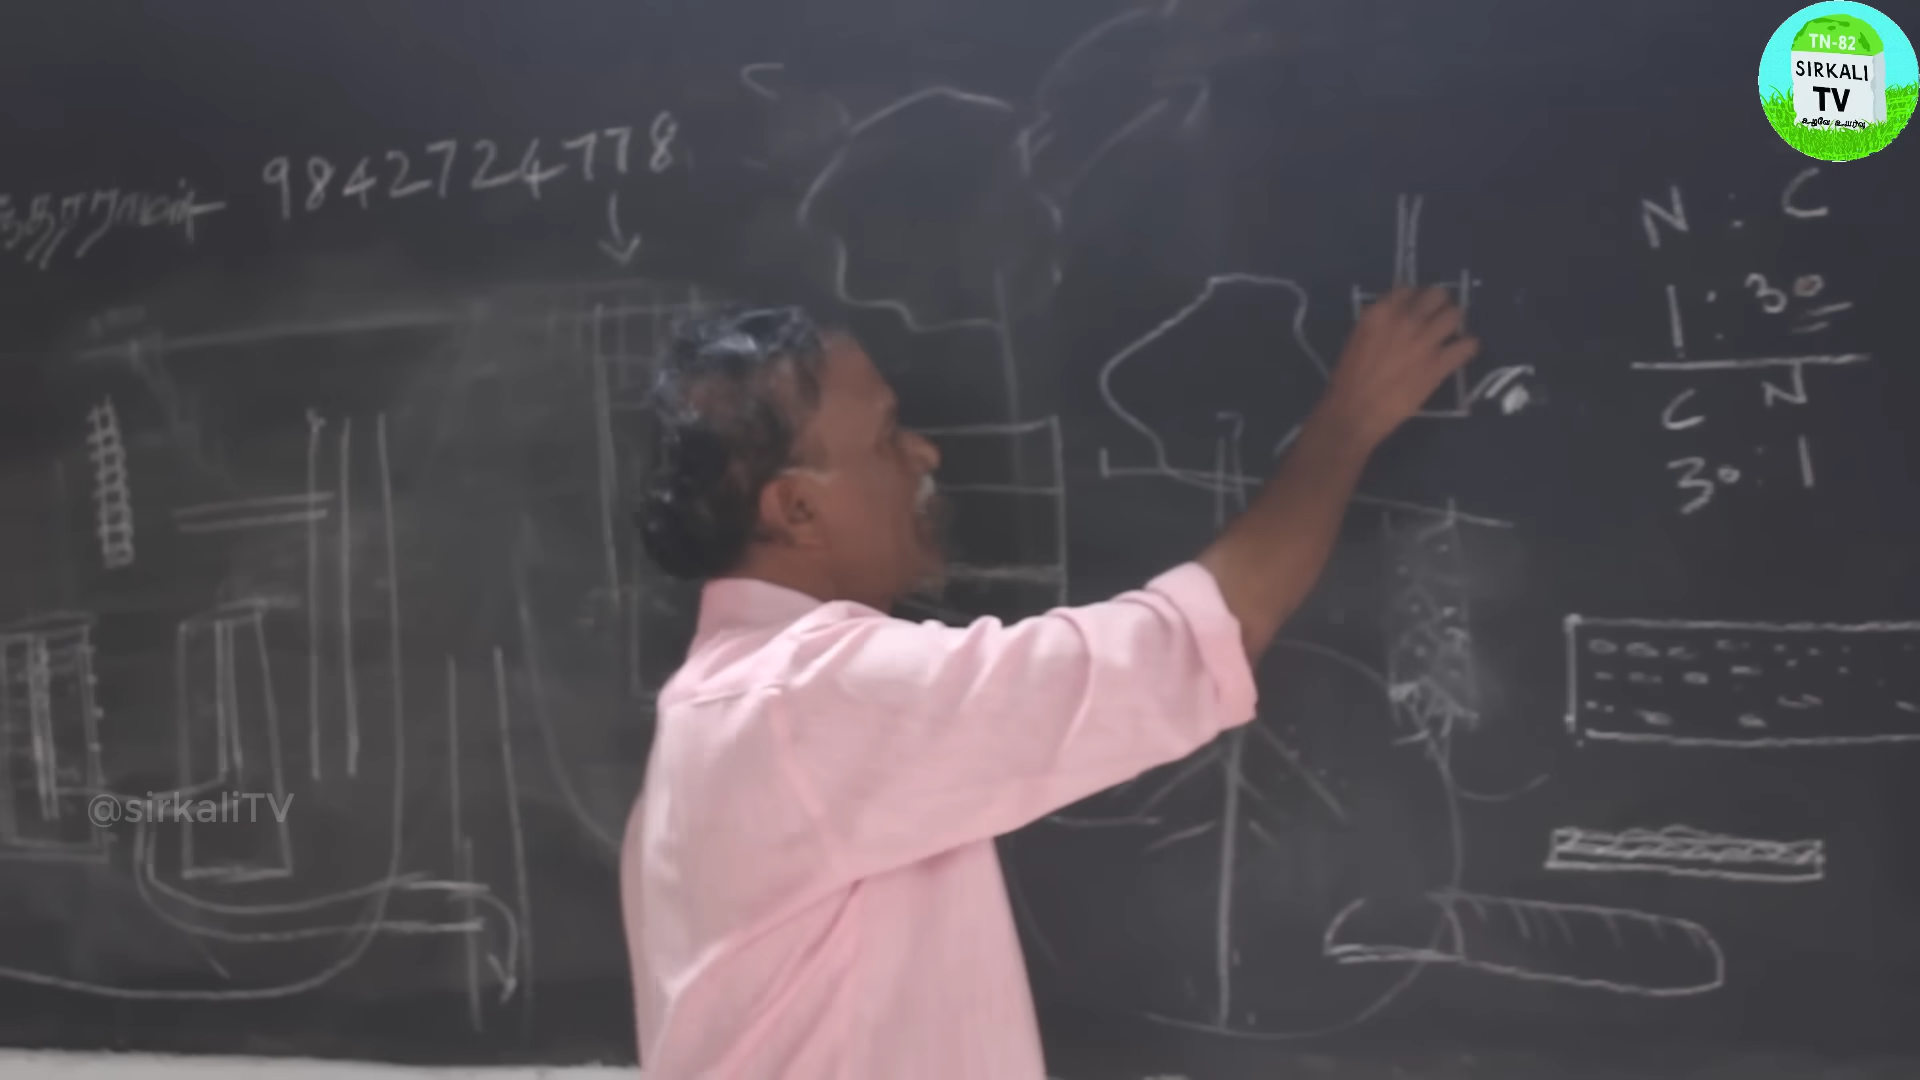 9842724778
TN-82
SIRKALI
TV
N : C
1 : 30
C N
30 : 1
@sirkaliTV